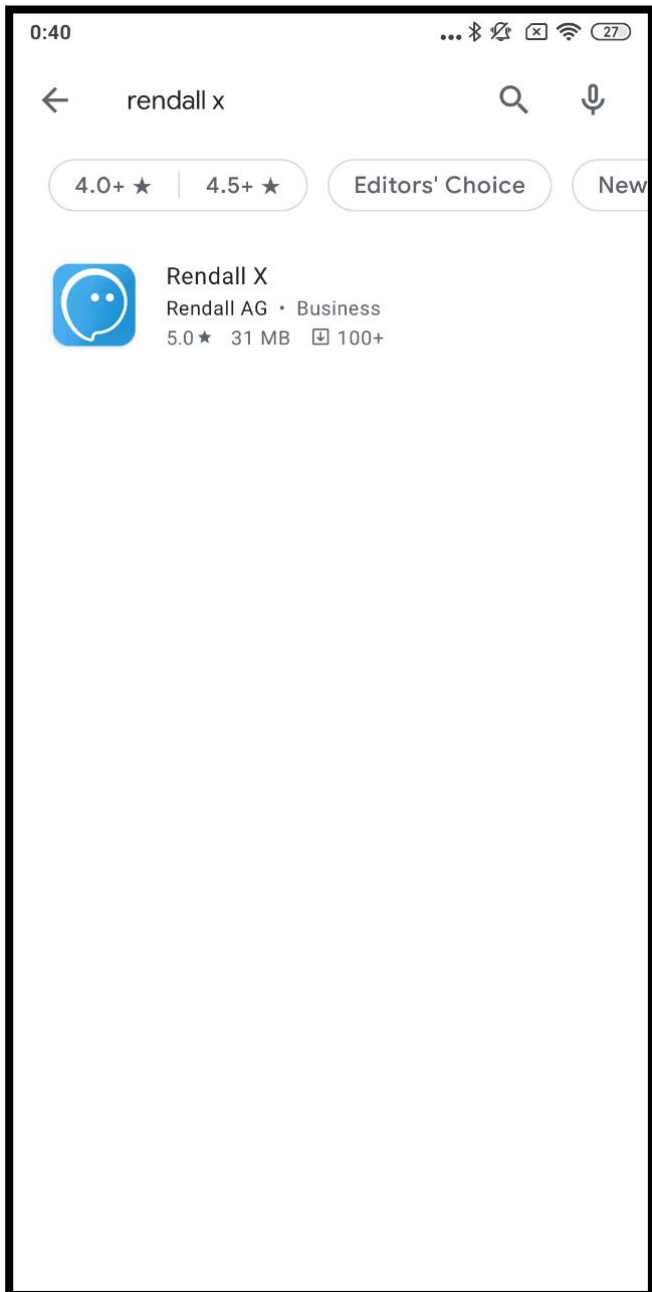 0:40 ... 27
rendall x
4.0+ ★ 4.5+ ★ Editors' Choice New
Rendall X
Rendall AG • Business
5.0 ★ 31 MB 100+